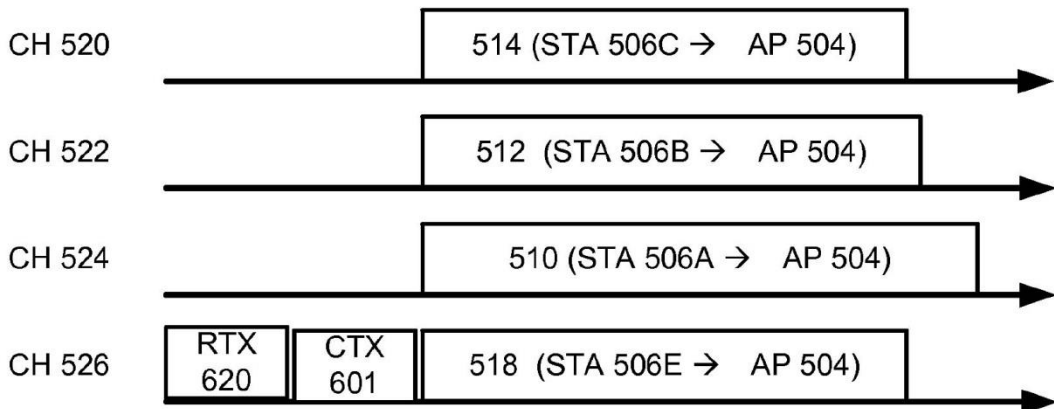 CH 520
514 (STA 506C → AP 504)
CH 522
512 (STA 506B → AP 504)
CH 524
510 (STA 506A → AP 504)
CH 526
RTX
620
CTX
601
518 (STA 506E → AP 504)